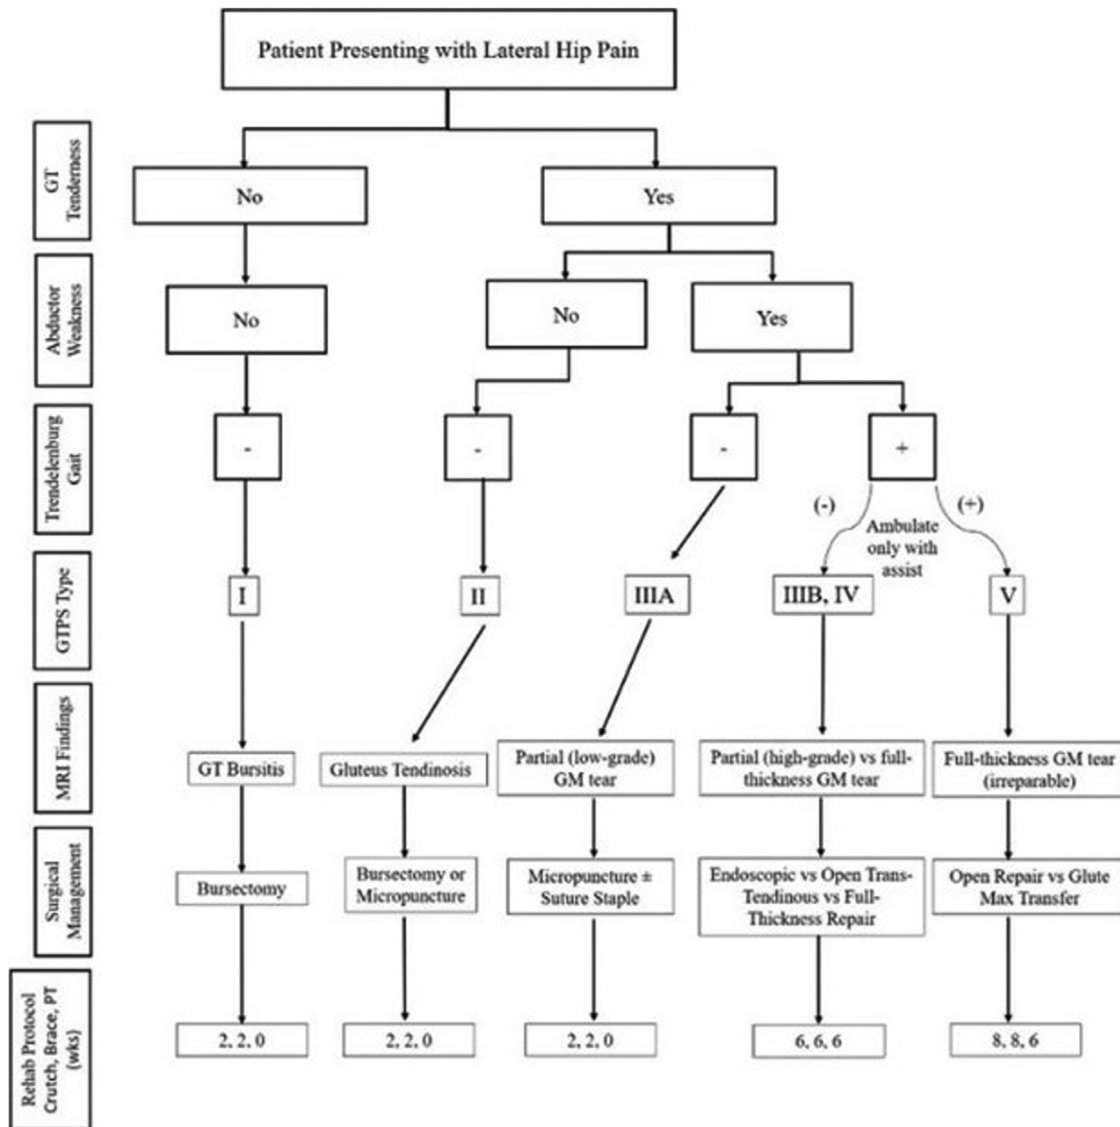 Patient Presenting with Lateral Hip Pain
GT
Tenderness
No
Yes
Abductor
Weakness
No
No
Yes
Trendelenburg
Gait
-
-
-
+
(-)
(+)
Ambulate
only with
assist
GTPS Type
I
II
IIIA
IIIB, IV
V
MRI Findings
GT Bursitis
Gluteus Tendinosis
Partial (low-grade)
GM tear
Partial (high-grade) vs full-
thickness GM tear
Full-thickness GM tear
(irreparable)
Surgical
Management
Bursectomy
Bursectomy or
Micropuncture
Micropuncture ±
Suture Staple
Endoscopic vs Open Trans-
Tendinous vs Full-
Thickness Repair
Open Repair vs Glute
Max Transfer
Rehab Protocol
Crutch, Brace, PT
(wks)
2, 2, 0
2, 2, 0
2, 2, 0
6, 6, 6
8, 8, 6